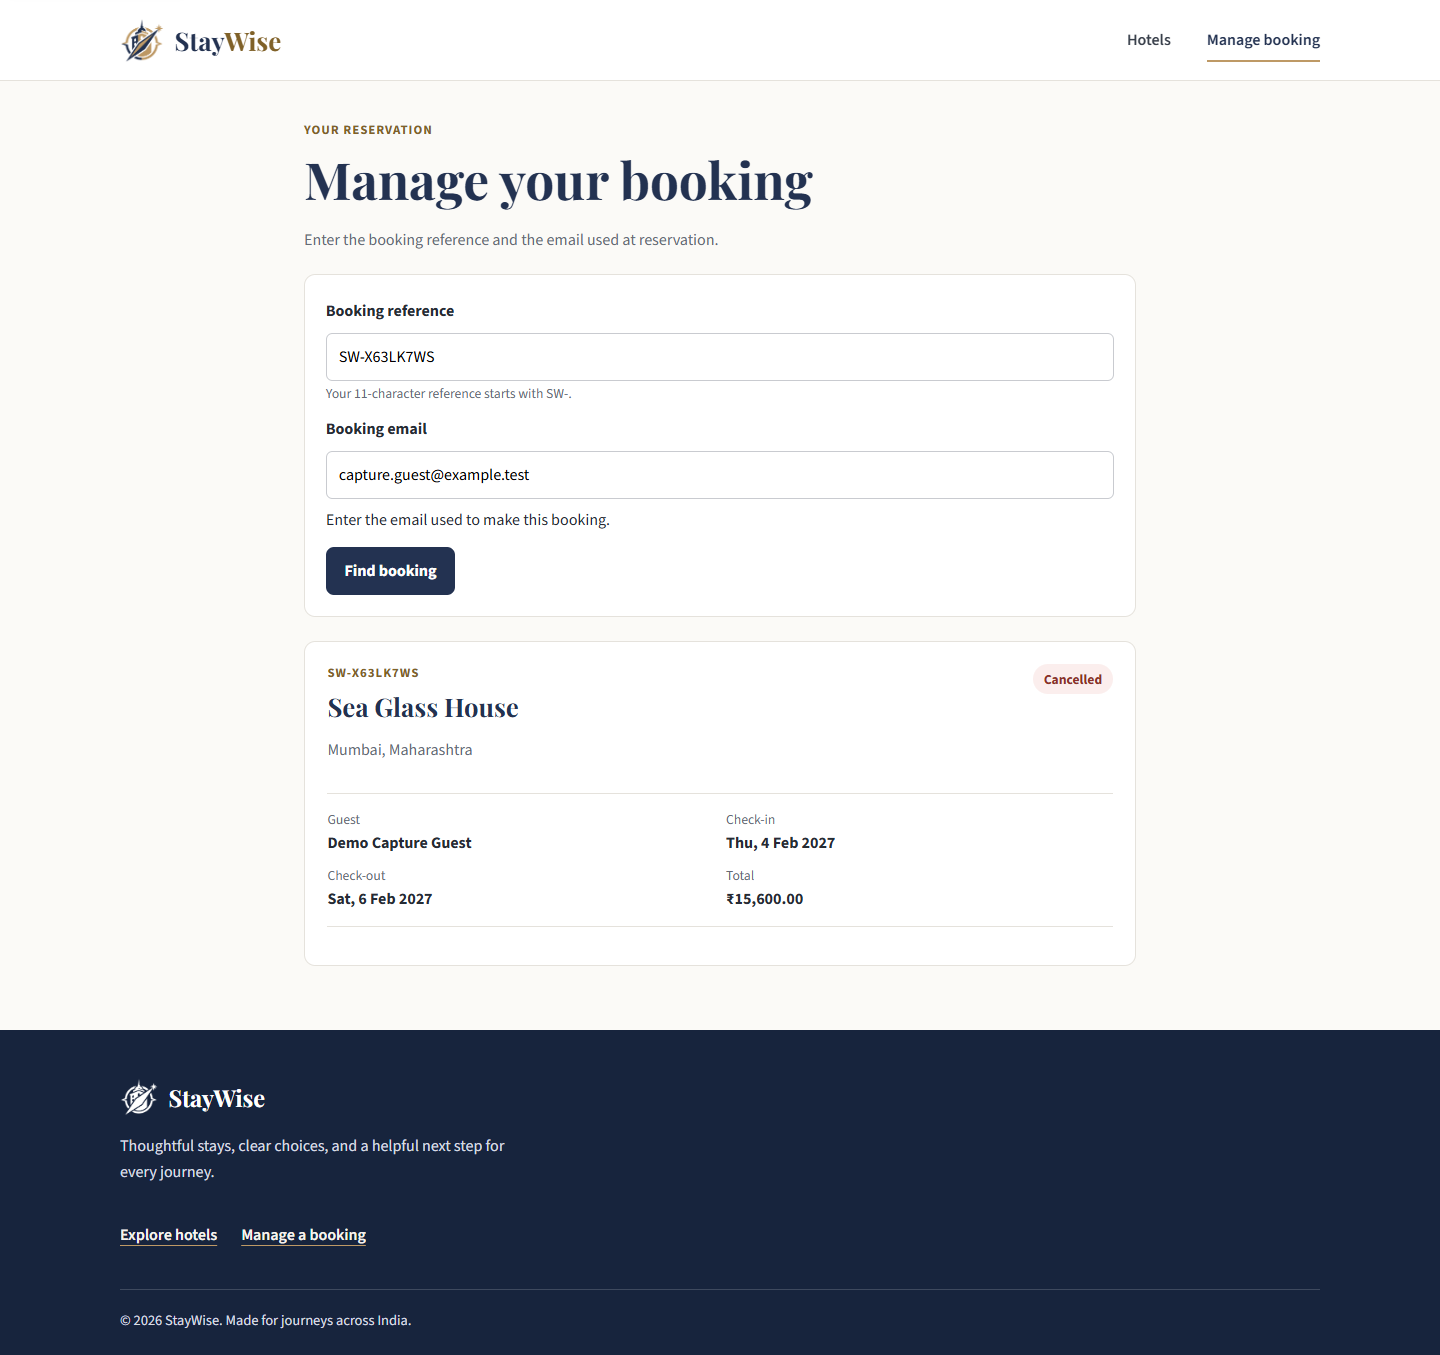 StayWise
Hotels
Manage booking
YOUR RESERVATION
Manage your booking
Enter the booking reference and the email used at reservation.
Booking reference
SW-X63LK7WS
Your 11-character reference starts with SW-.
Booking email
capture.guest@example.test
Enter the email used to make this booking.
Find booking
SW-X63LK7WS
Cancelled
Sea Glass House
Mumbai, Maharashtra
Guest
Demo Capture Guest
Check-in
Thu, 4 Feb 2027
Check-out
Sat, 6 Feb 2027
Total
₹15,600.00
StayWise
Thoughtful stays, clear choices, and a helpful next step for
every journey.
Explore hotels
Manage a booking
© 2026 StayWise. Made for journeys across India.